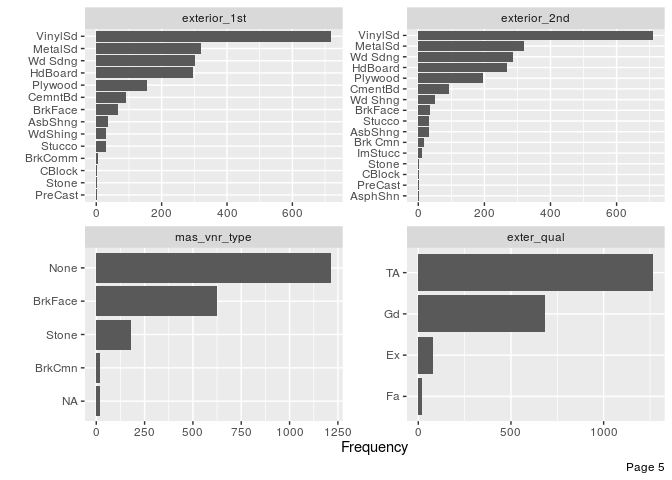 exterior_1st
VinylSd
MetalSd
Wd Sdng
HdBoard
Plywood
CemntBd
BrkFace
AsbShng
WdShing
Stucco
BrkComm
CBlock
Stone
PreCast
0 200 400 600
exterior_2nd
VinylSd
MetalSd
Wd Sdng
HdBoard
Plywood
CmentBd
Wd Shng
BrkFace
Stucco
AsbShng
Brk Cmn
ImStucc
Stone
CBlock
PreCast
AsphShn
0 200 400 600
mas_vnr_type
None
BrkFace
Stone
BrkCmn
NA
0 250 500 750 1000 1250
exter_qual
TA
Gd
Ex
Fa
0 500 1000
Frequency
Page 5